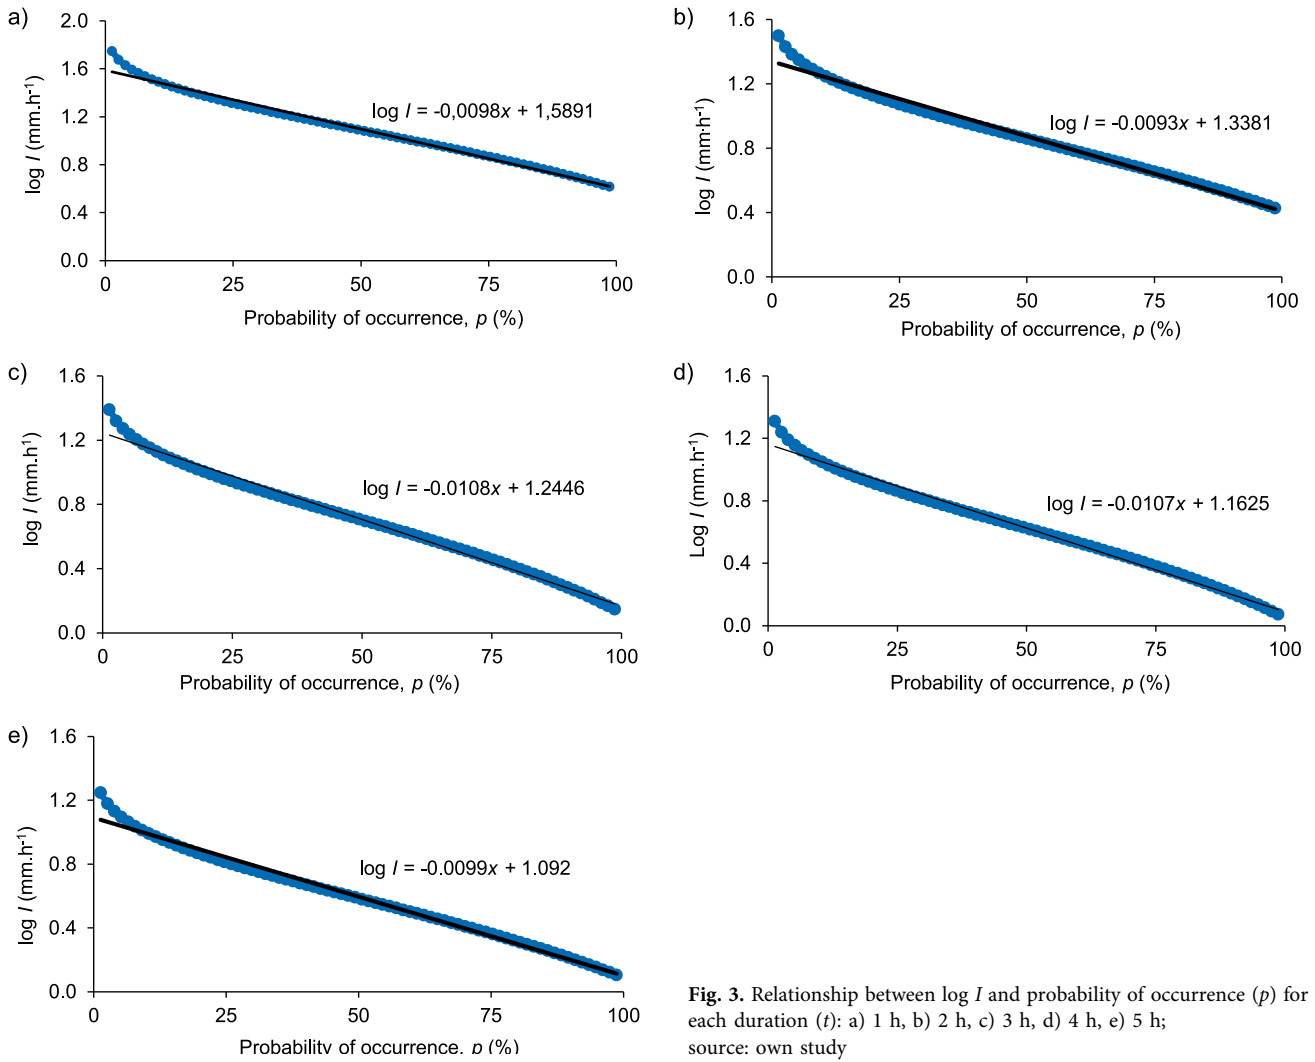 a)
2.0
1.6
1.2
0.8
0.4
0.0
log I (mm.h-1)
log I = -0,0098x + 1,5891
0 25 50 75 100
Probability of occurrence, p (%)
b)
1.6
1.2
0.8
0.4
0.0
log I (mm·h-1)
log I = -0.0093x + 1.3381
0 25 50 75 100
Probability of occurrence, p (%)
c)
1.6
1.2
0.8
0.4
0.0
log I (mm.h-1)
log I = -0.0108x + 1.2446
0 25 50 75 100
Probability of occurrence, p (%)
d)
1.6
1.2
0.8
0.4
0.0
Log I (mm.h-1)
log I = -0.0107x + 1.1625
0 25 50 75 100
Probability of occurrence, p (%)
e)
1.6
1.2
0.8
0.4
0.0
log I (mm.h-1)
log I = -0.0099x + 1.092
0 25 50 75 100
Probability of occurrence, p (%)
Fig. 3. Relationship between log I and probability of occurrence (p) for
each duration (t): a) 1 h, b) 2 h, c) 3 h, d) 4 h, e) 5 h;
source: own study